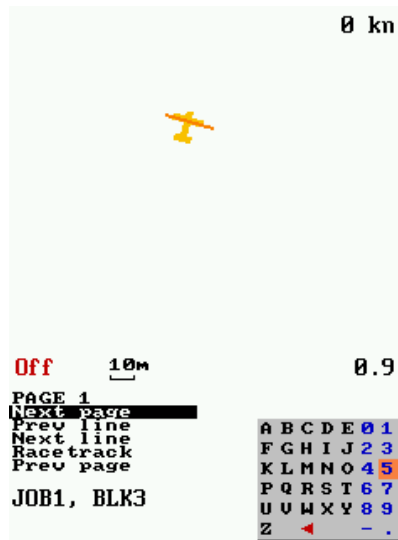 0 kn
Off 10M 0.9
PAGE 1
Next page
Prev line
Next line
Racetrack
Prev page
JOB1, BLK3
A B C D E 0 1
F G H I J 2 3
K L M N O 4 5
P Q R S T 6 7
U V W X Y 8 9
Z - .